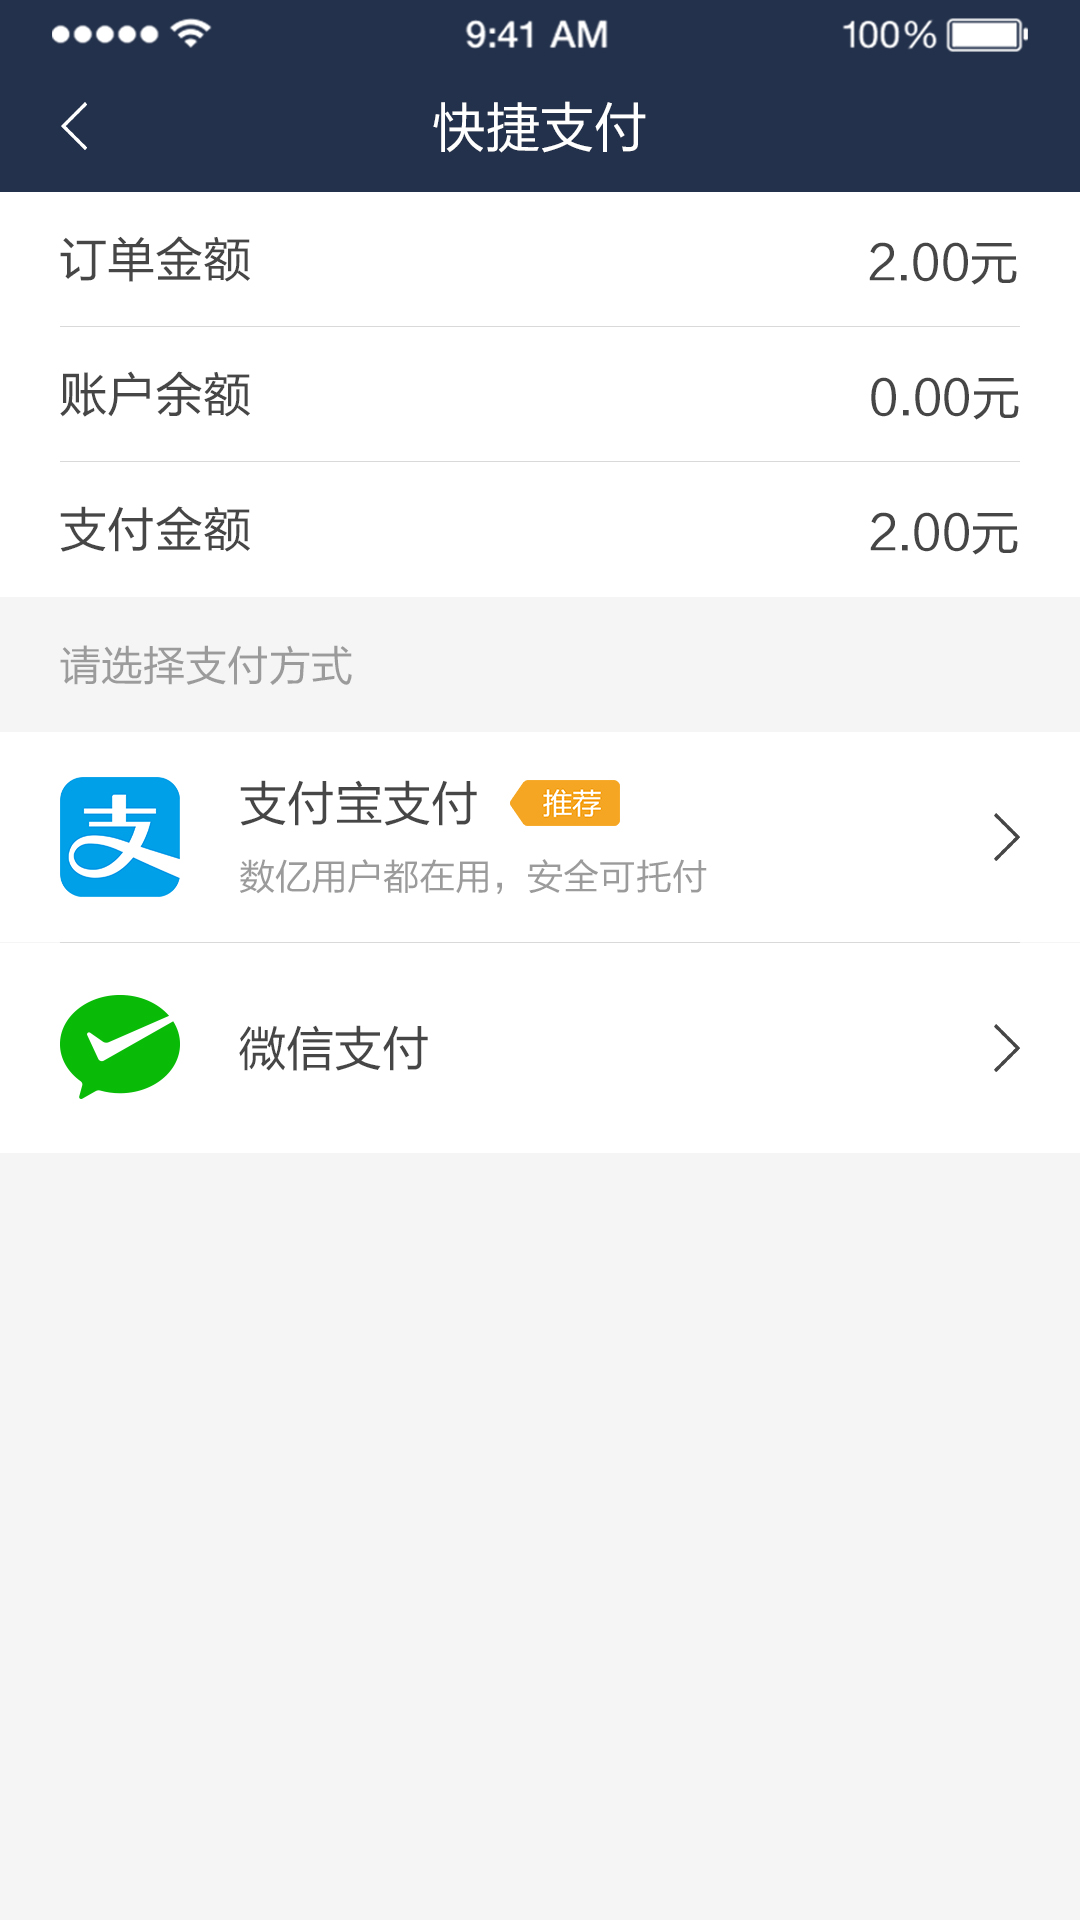 9:41 AM 100%
快捷支付
订单金额 2.00元
账户余额 0.00元
支付金额 2.00元
请选择支付方式
支 支付宝支付 推荐
数亿用户都在用，安全可托付
微信支付